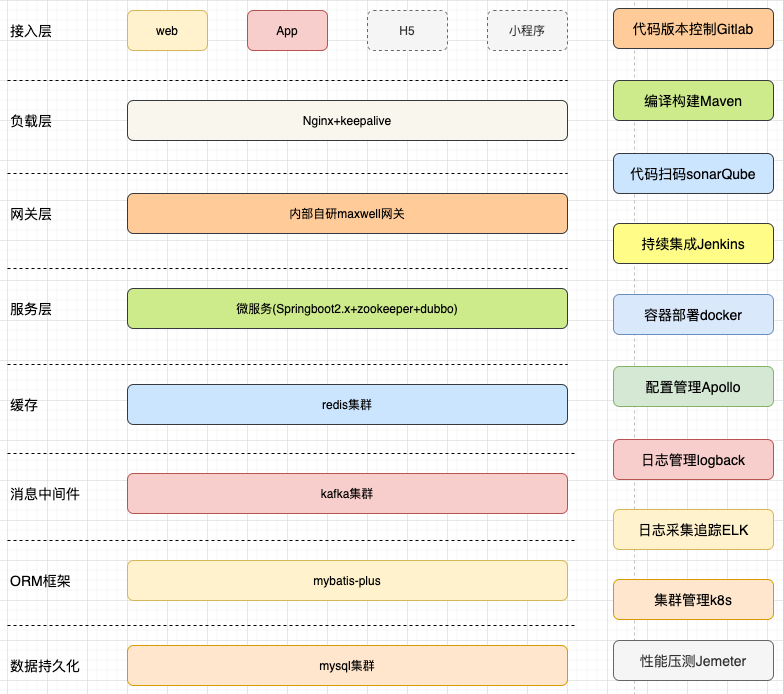 接入层
web
App
H5
小程序
负载层
Nginx+keepalive
网关层
内部自研maxwell网关
服务层
微服务(Springboot2.x+zookeeper+dubbo)
缓存
redis集群
消息中间件
kafka集群
ORM框架
mybatis-plus
数据持久化
mysql集群
代码版本控制Gitlab
编译构建Maven
代码扫码sonarQube
持续集成Jenkins
容器部署docker
配置管理Apollo
日志管理logback
日志采集追踪ELK
集群管理k8s
性能压测Jemeter